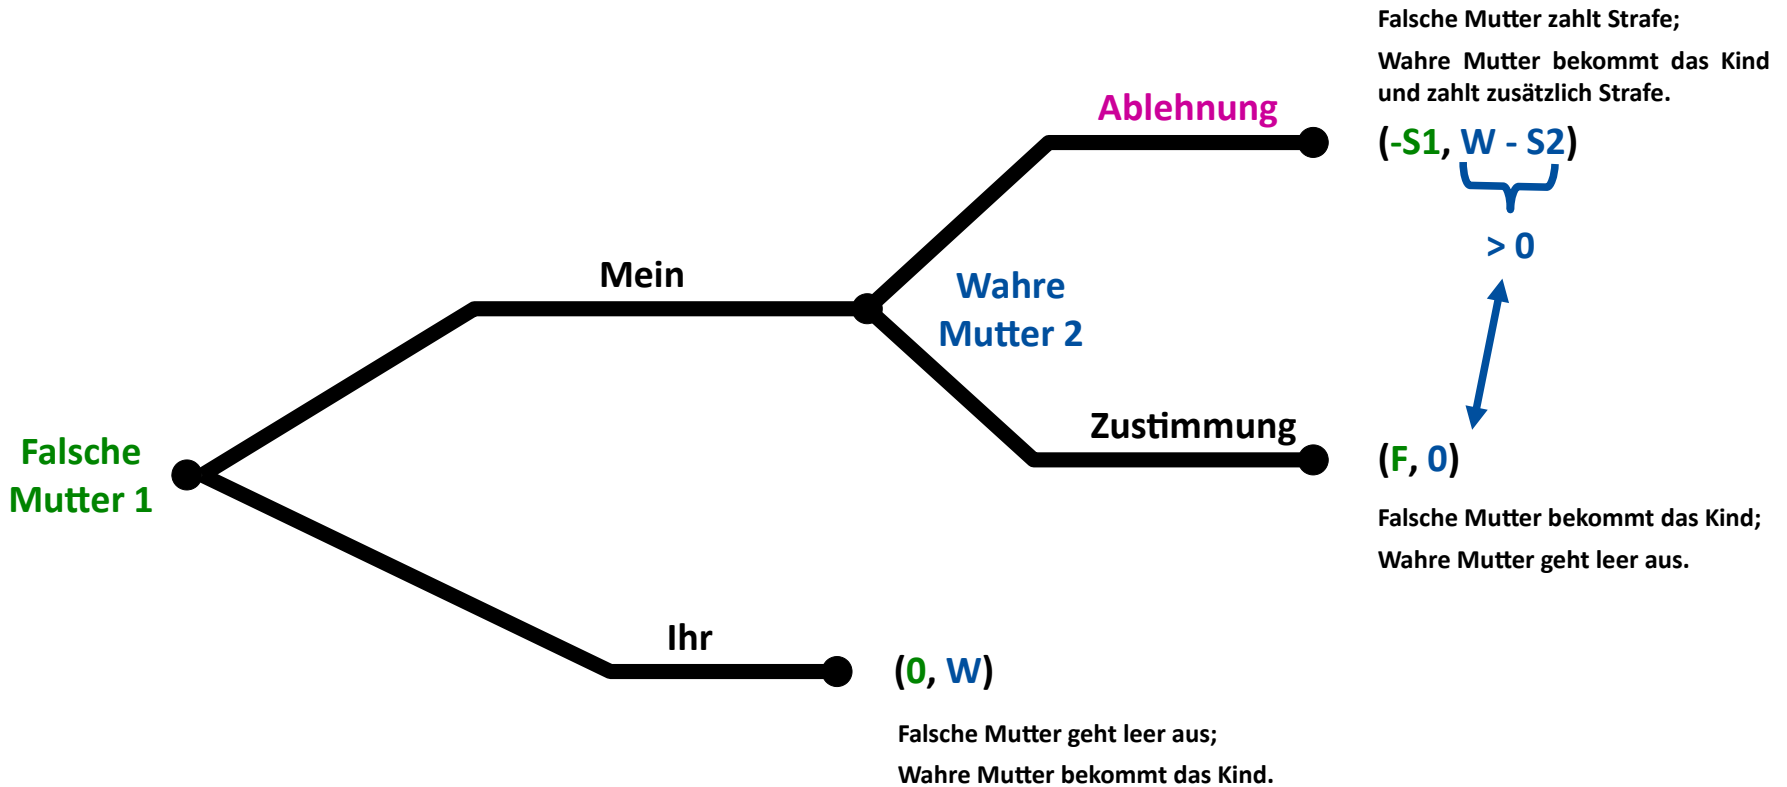 Falsche Mutter zahlt Strafe;
Wahre Mutter bekommt das Kind
und zahlt zusätzlich Strafe.
Ablehnung
(-S1, W - S2)
> 0
Mein
Wahre
Mutter 2
Zustimmung
(F, 0)
Falsche
Mutter 1
Falsche Mutter bekommt das Kind;
Wahre Mutter geht leer aus.
Ihr
(0, W)
Falsche Mutter geht leer aus;
Wahre Mutter bekommt das Kind.